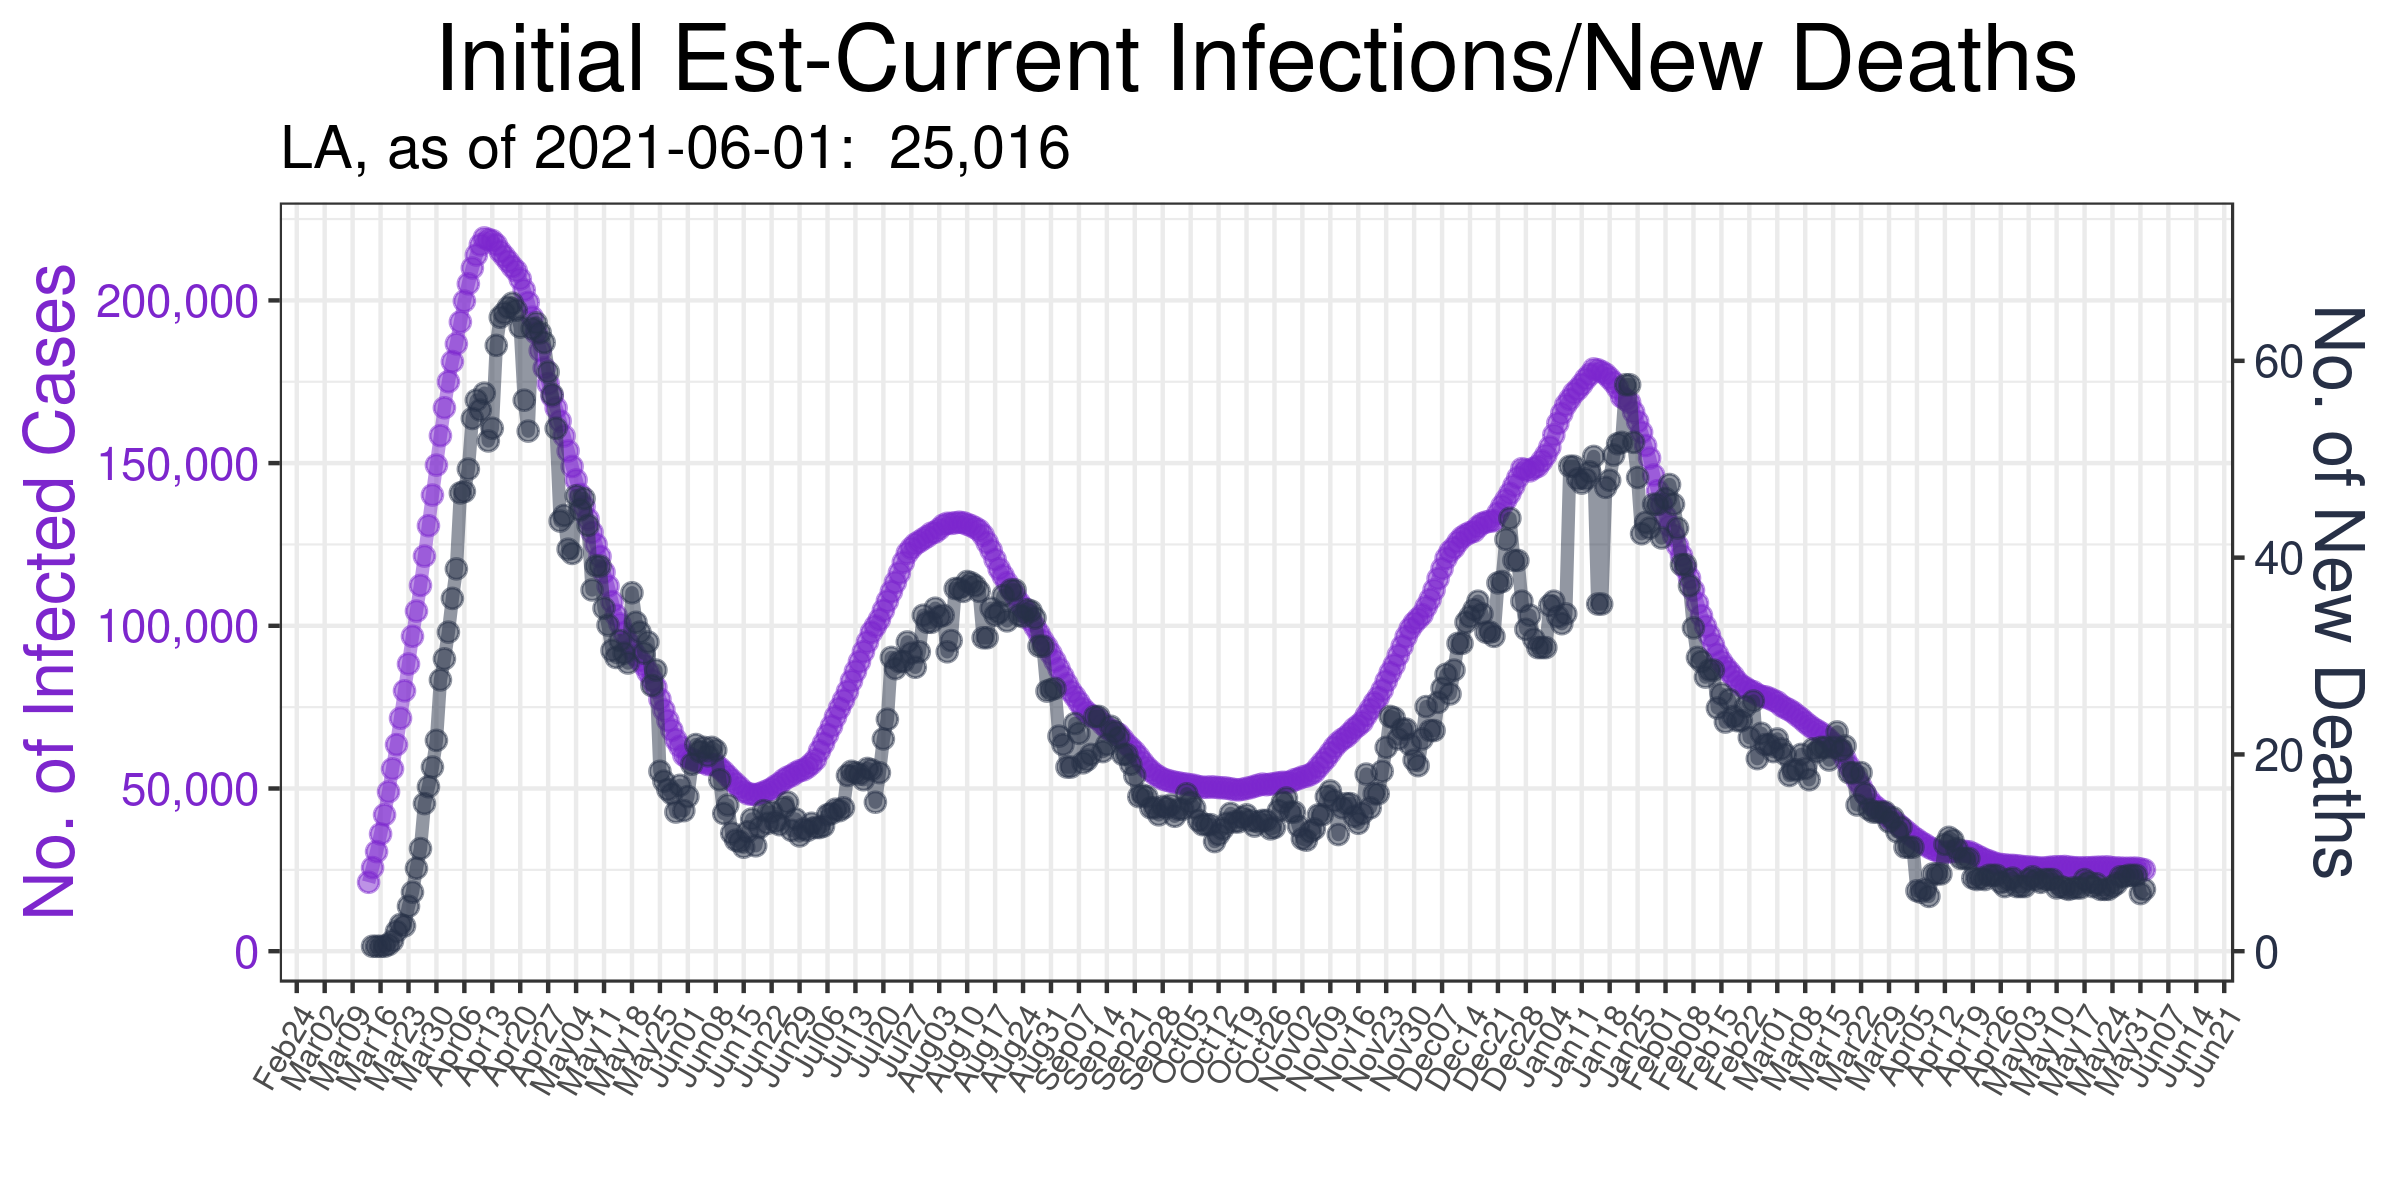 Initial Est-Current Infections/New Deaths
LA, as of 2021-06-01:  25,016
No. of Infected Cases
200,000
150,000
100,000
50,000
0
60
40
20
0
No. of New Deaths
Feb24
Mar02
Mar09
Mar16
Mar23
Mar30
Apr06
Apr13
Apr20
Apr27
May04
May11
May18
May25
Jun01
Jun08
Jun15
Jun22
Jun29
Jul06
Jul13
Jul20
Jul27
Aug03
Aug10
Aug17
Aug24
Aug31
Sep07
Sep14
Sep21
Sep28
Oct05
Oct12
Oct19
Oct26
Nov02
Nov09
Nov16
Nov23
Nov30
Dec07
Dec14
Dec21
Dec28
Jan04
Jan11
Jan18
Jan25
Feb01
Feb08
Feb15
Feb22
Mar01
Mar08
Mar15
Mar22
Mar29
Apr05
Apr12
Apr19
Apr26
May03
May10
May17
May24
May31
Jun07
Jun14
Jun21